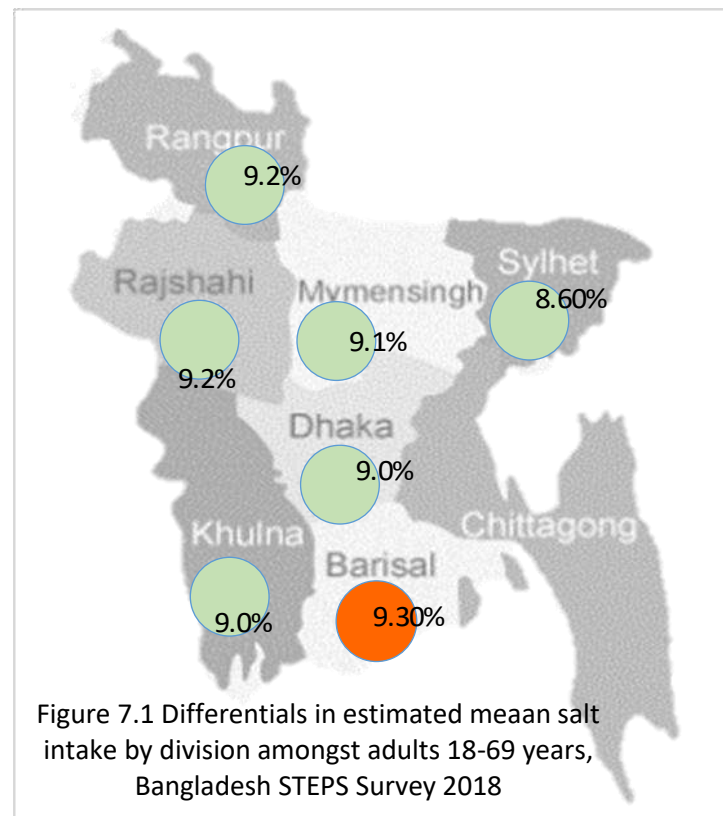 Rangpur
9.2%
Sylhet
8.60%
Rajshahi
9.2%
Mymensingh
9.1%
Dhaka
9.0%
Khulna
9.0%
Barisal
9.30%
Chittagong
Figure 7.1 Differentials in estimated meaan salt
intake by division amongst adults 18-69 years,
Bangladesh STEPS Survey 2018